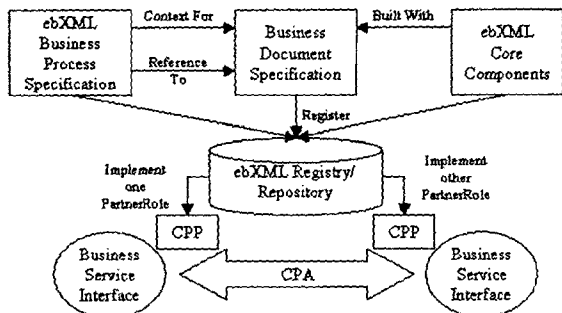 ebXML
Business
Process
Specification
Context For
Reference
To
Business
Document
Specification
Built With
ebXML
Core
Components
Register
ebXML Registry/
Repository
Implement
one
PartnerRole
Implement
other
PartnerRole
CPP
CPP
Business
Service
Interface
CPA
Business
Service
Interface